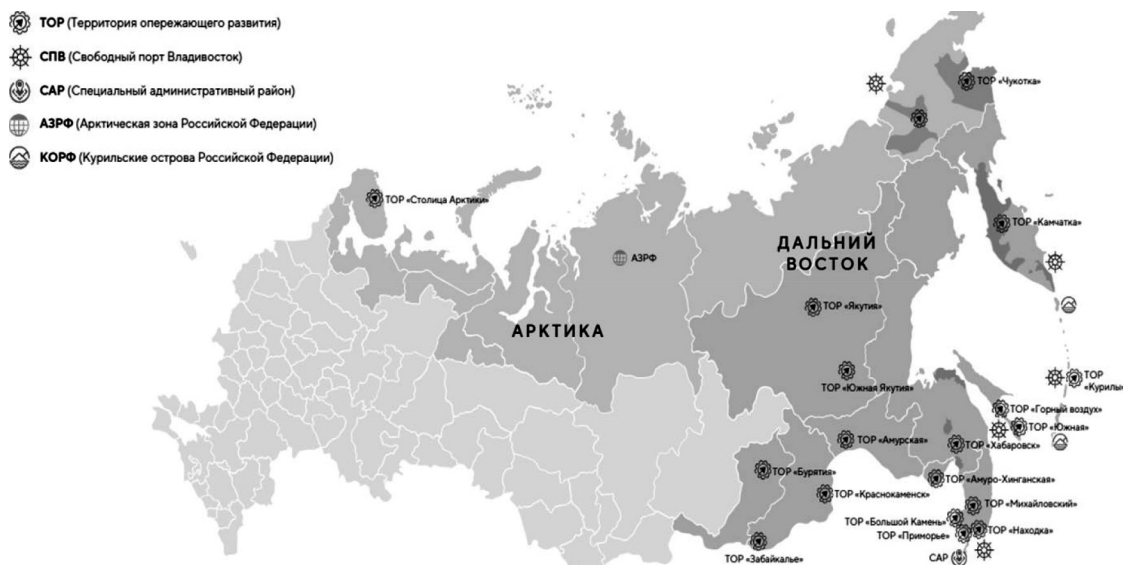 ТОР (Территория опережающего развития)
СПВ (Свободный порт Владивосток)
САР (Специальный административный район)
АЗРФ (Арктическая зона Российской Федерации)
КОРФ (Курильские острова Российской Федерации)
ТОР «Чукотка»
ТОР «Столица Арктики»
ТОР «Камчатка»
ДАЛЬНИЙ
ВОСТОК
АЗРФ
ТОР «Якутия»
АРКТИКА
ТОР «Южная Якутия»
ТОР
«Курилы»
ТОР «Горный воздух»
ТОР «Южная»
ТОР «Амурская»
ТОР «Хабаровск»
ТОР «Бурятия»
ТОР «Амуро-Хинганская»
ТОР «Краснокаменск»
ТОР «Михайловский»
ТОР «Большой Камень»
ТОР «Находка»
ТОР «Приморье»
ТОР «Забайкалье»
САР